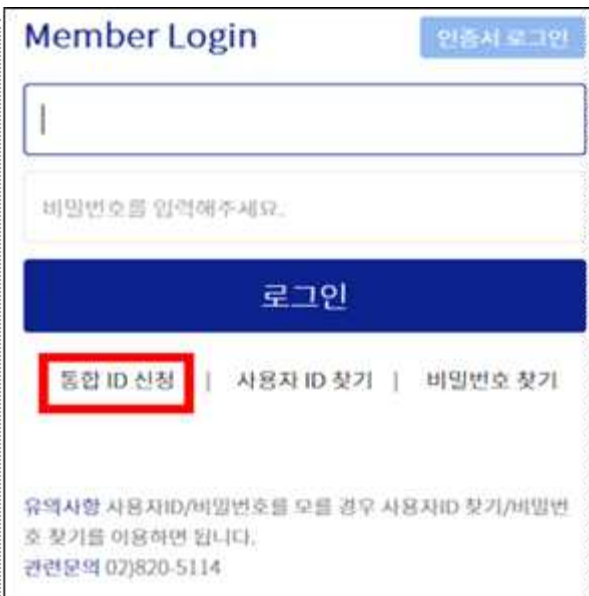 Member Login
인증서 로그인
비밀번호를 입력해주세요.
로그인
통합 ID 신청 | 사용자 ID 찾기 | 비밀번호 찾기
유의사항 사용자ID/비밀번호를 모를 경우 사용자ID 찾기/비밀번
호 찾기를 이용하면 됩니다.
관련문의 02)820-5114